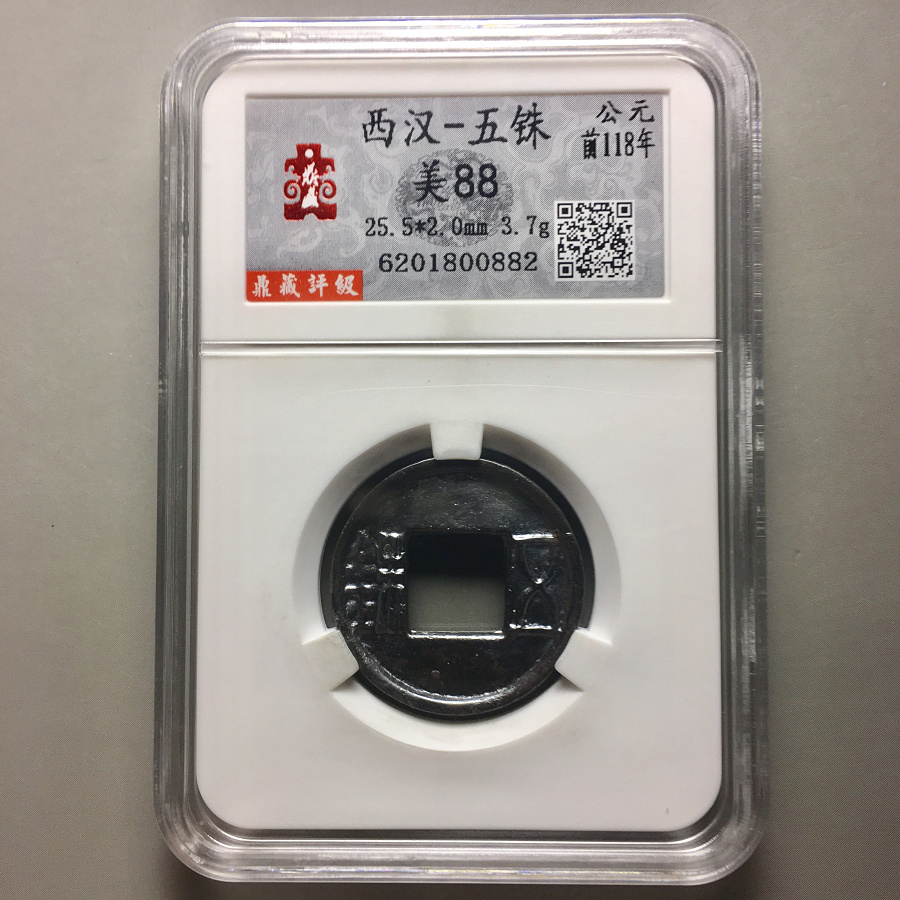 西汉-五铢
公元
前118年
美88
25.5*2.0mm 3.7g
6201800882
鼎藏評級
五